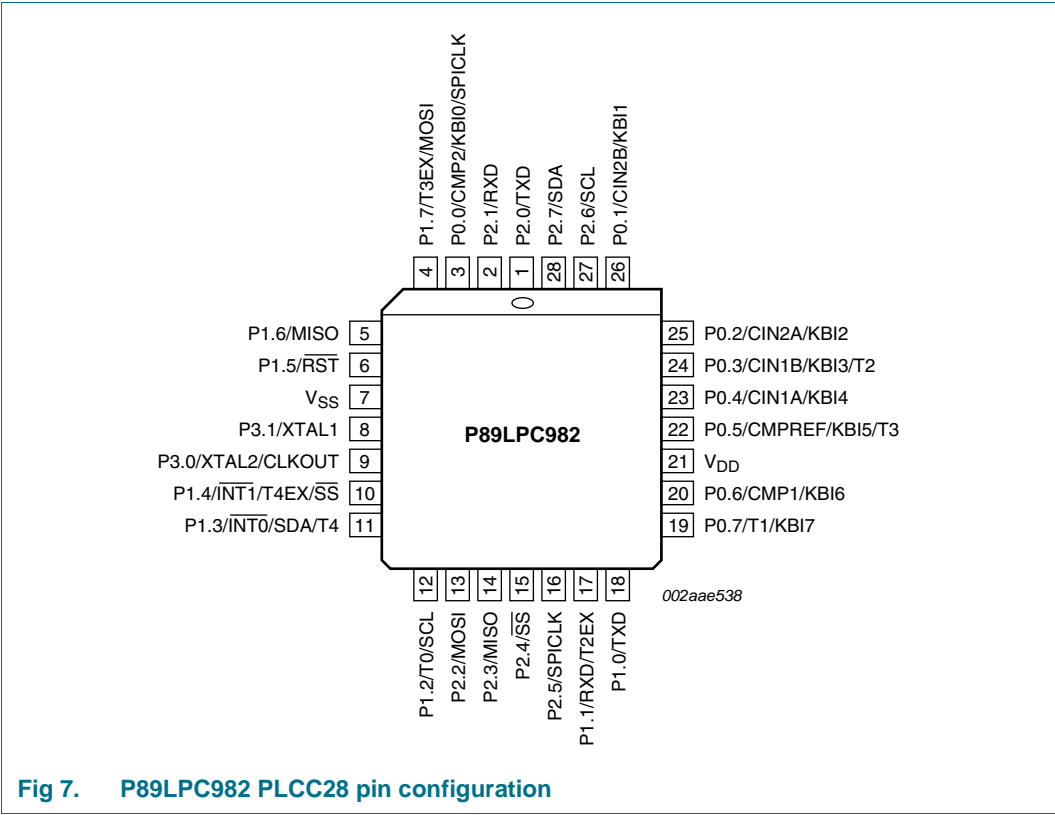 P1.7/T3EX/MOSI
P0.0/CMP2/KBI0/SPICLK
P2.1/RXD
P2.0/TXD
P2.7/SDA
P2.6/SCL
P0.1/CIN2B/KBI1
4
3
2
1
28
27
26
P1.6/MISO 5
P1.5/R̅S̅T̅ 6
VSS 7
P3.1/XTAL1 8
P3.0/XTAL2/CLKOUT 9
P1.4/I̅N̅T̅1̅/T4EX/S̅S̅ 10
P1.3/I̅N̅T̅0̅/SDA/T4 11
P89LPC982
25 P0.2/CIN2A/KBI2
24 P0.3/CIN1B/KBI3/T2
23 P0.4/CIN1A/KBI4
22 P0.5/CMPREF/KBI5/T3
21 VDD
20 P0.6/CMP1/KBI6
19 P0.7/T1/KBI7
12
13
14
15
16
17
18
P1.2/T0/SCL
P2.2/MOSI
P2.3/MISO
P2.4/S̅S̅
P2.5/SPICLK
P1.1/RXD/T2EX
P1.0/TXD
002aae538
Fig 7. P89LPC982 PLCC28 pin configuration